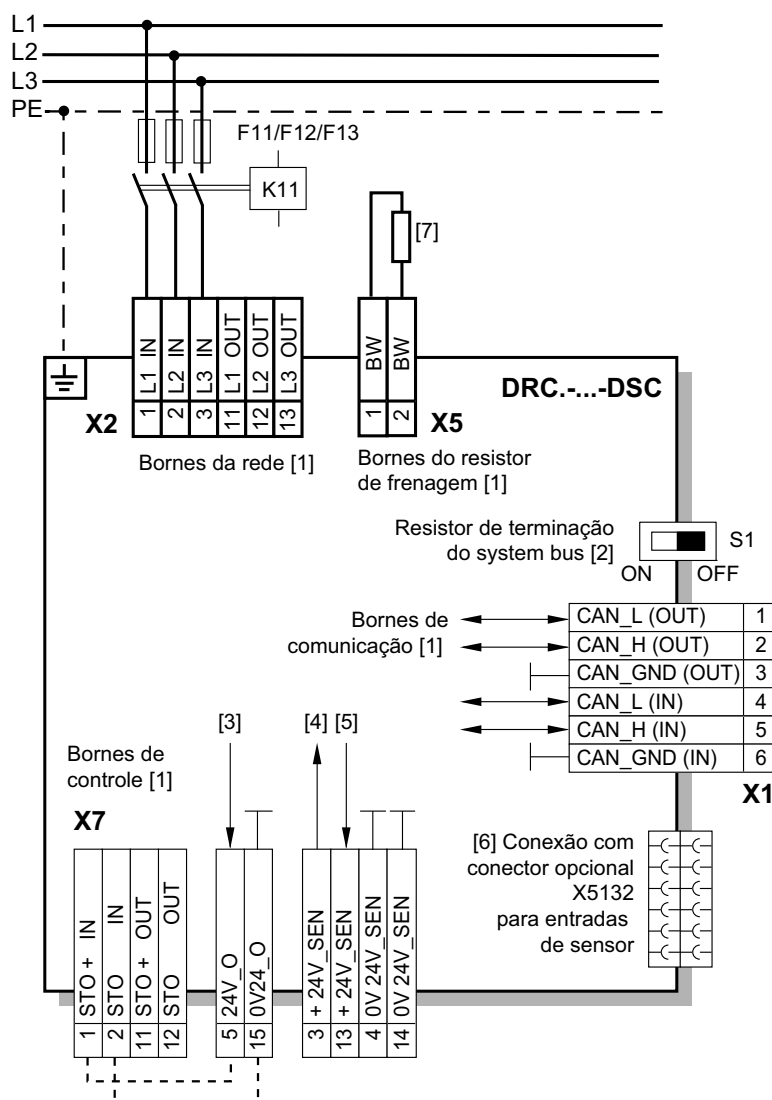 L1
L2
L3
PE
F11/F12/F13
K11
[7]
1 L1 IN
2 L2 IN
3 L3 IN
11 L1 OUT
12 L2 OUT
13 L3 OUT
1 BW
2 BW
DRC.-...-DSC
X2
X5
Bornes da rede [1]
Bornes do resistor
de frenagem [1]
Resistor de terminação
do system bus [2]
S1
ON OFF
Bornes de
comunicação [1]
CAN_L (OUT) 1
CAN_H (OUT) 2
CAN_GND (OUT) 3
CAN_L (IN) 4
CAN_H (IN) 5
CAN_GND (IN) 6
X1
[3]
[4] [5]
Bornes de
controle [1]
X7
[6] Conexão com
conector opcional
X5132
para entradas
de sensor
1 STO + IN
2 STO IN
11 STO + OUT
12 STO OUT
5 24V_O
15 0V24_O
3 + 24V_SEN
13 + 24V_SEN
4 0V 24V_SEN
14 0V 24V_SEN